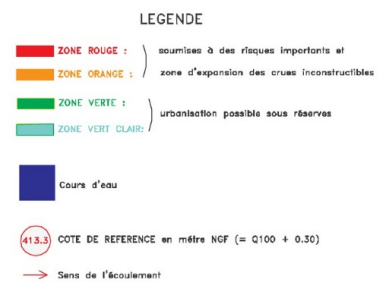 LEGENDE
ZONE ROUGE : soumises à des risques importants et
ZONE ORANGE : zone d'expansion des crues inconstructibles
ZONE VERTE :
urbanisation possible sous réserves
ZONE VERT CLAIR:
Cours d'eau
413.3 COTE DE REFERENCE en métre NGF (= Q100 + 0.30)
Sens de l'écoulement